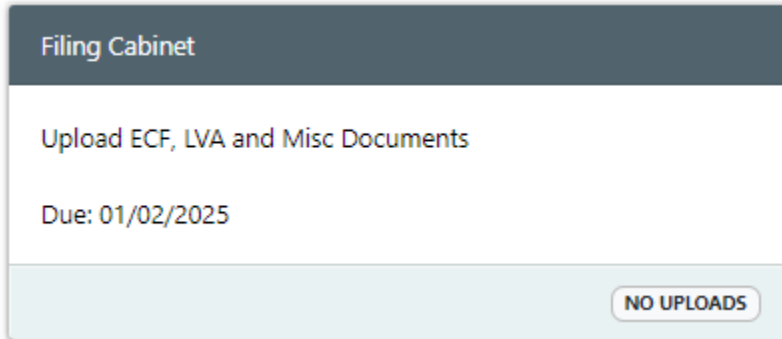 Filing Cabinet
Upload ECF, LVA and Misc Documents
Due: 01/02/2025
NO UPLOADS